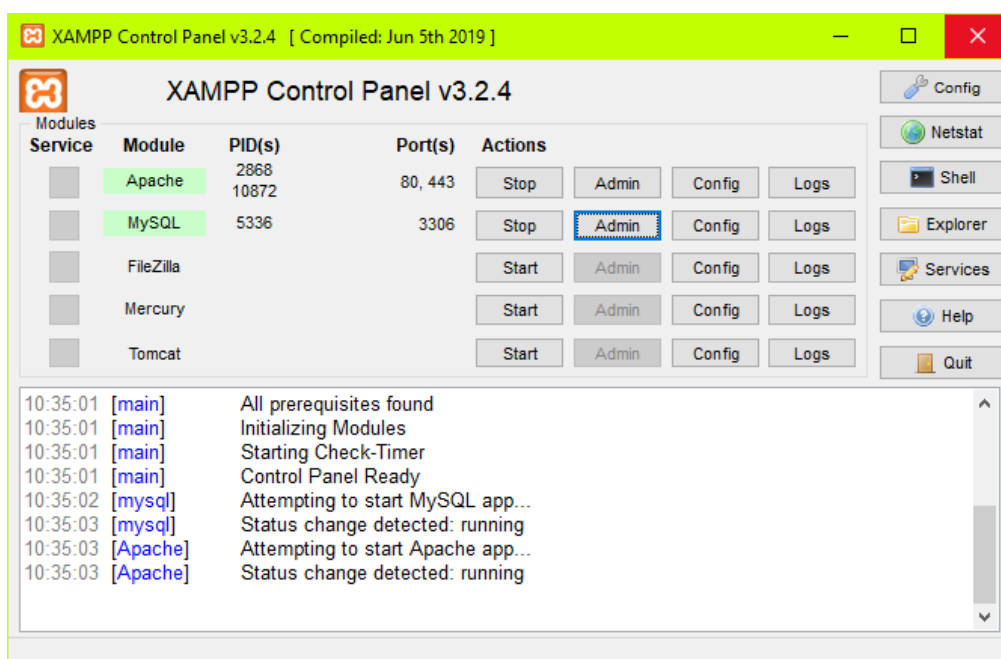 XAMPP Control Panel v3.2.4 [ Compiled: Jun 5th 2019 ]
XAMPP Control Panel v3.2.4
Config
Modules
Netstat
Service Module PID(s) Port(s) Actions
Apache 2868 10872 80, 443 Stop Admin Config Logs
Shell
MySQL 5336 3306 Stop Admin Config Logs
Explorer
FileZilla Start Admin Config Logs
Services
Mercury Start Admin Config Logs
Help
Tomcat Start Admin Config Logs
Quit
10:35:01 [main] All prerequisites found
10:35:01 [main] Initializing Modules
10:35:01 [main] Starting Check-Timer
10:35:01 [main] Control Panel Ready
10:35:02 [mysql] Attempting to start MySQL app...
10:35:03 [mysql] Status change detected: running
10:35:03 [Apache] Attempting to start Apache app...
10:35:03 [Apache] Status change detected: running